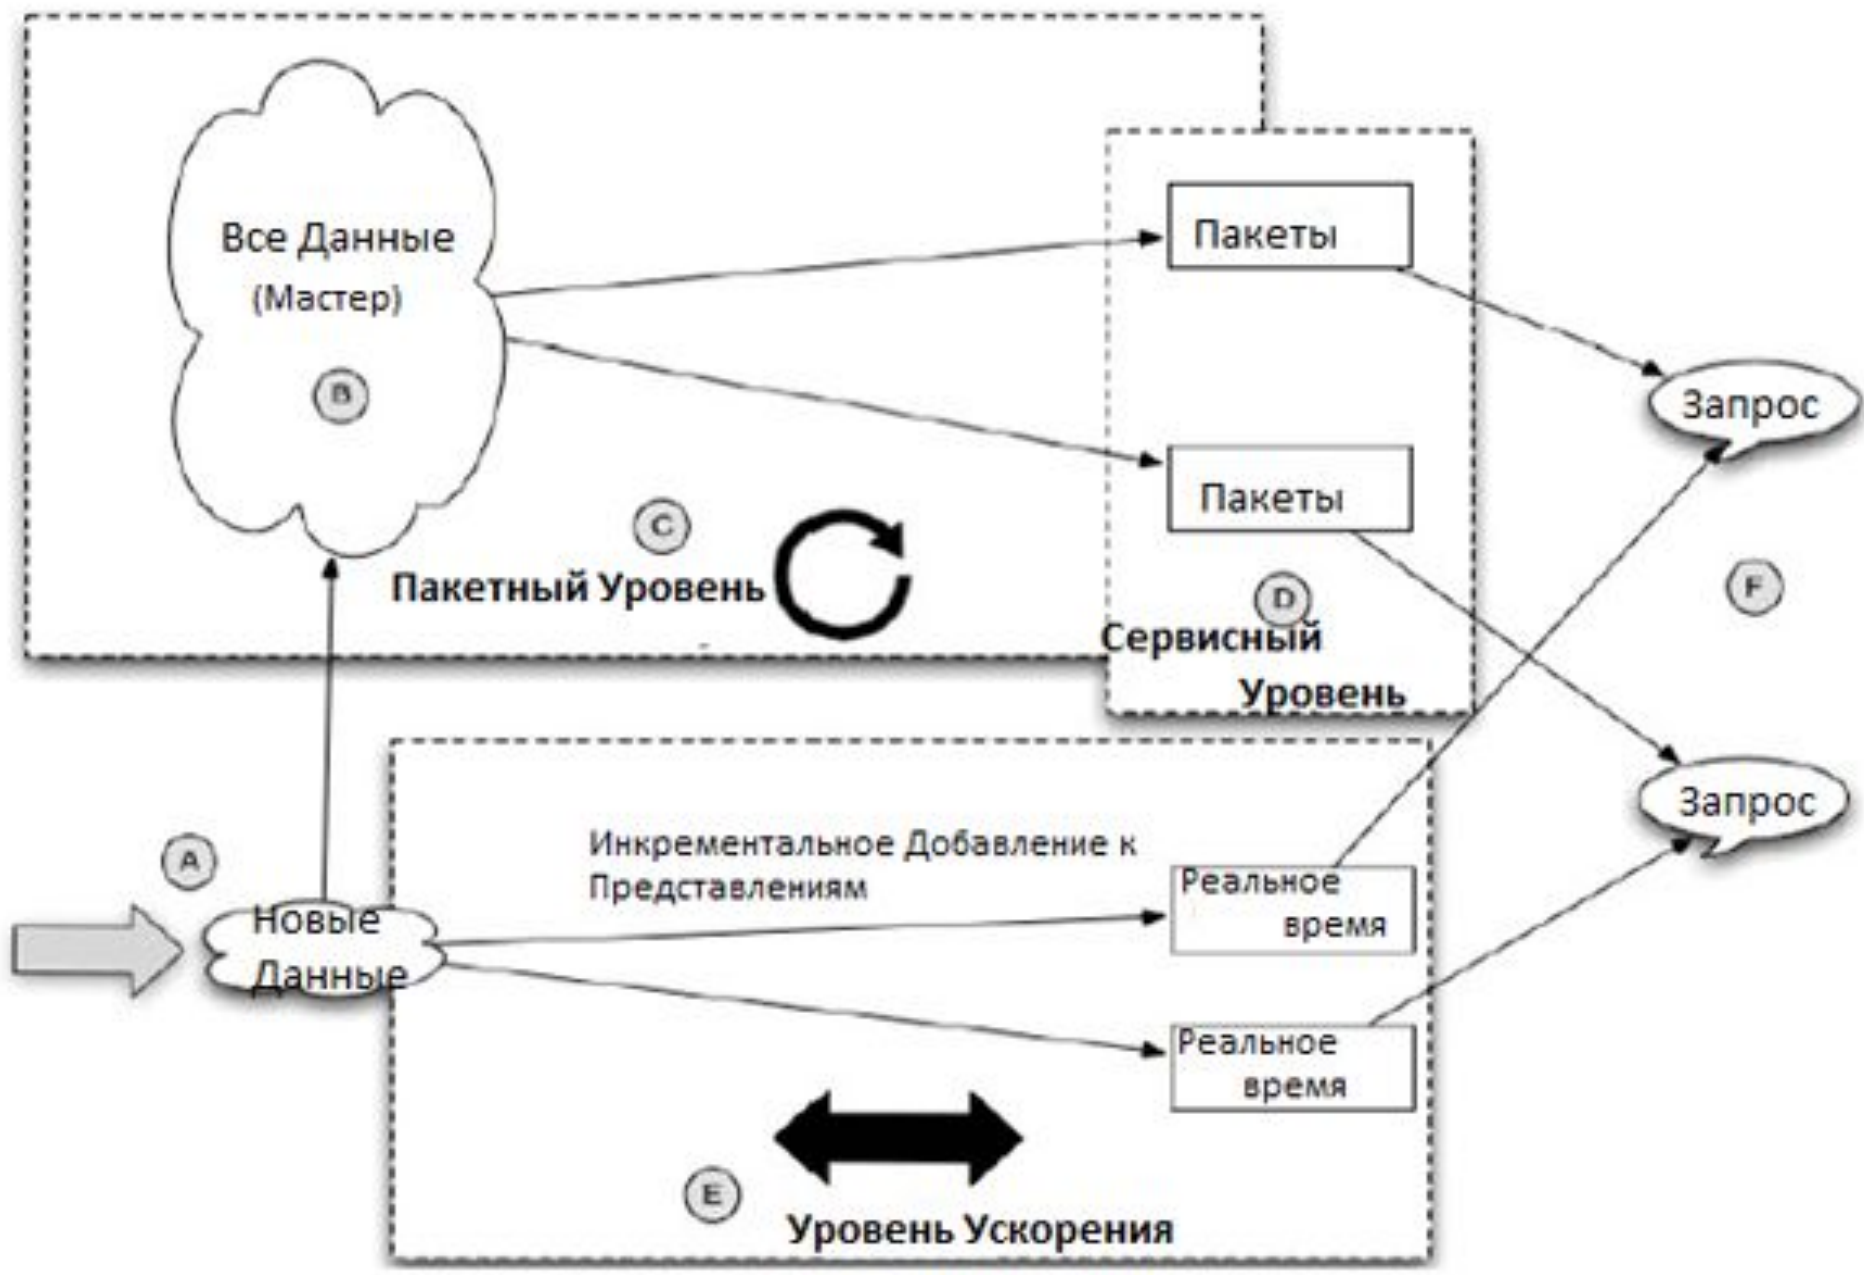 Все Данные
(Мастер)
B
Пакеты
Запрос
Пакеты
C
Пакетный Уровень
D
Сервисный
Уровень
F
A
Новые
Данные
Инкрементальное Добавление к
Представлениям
Реальное
время
Запрос
Реальное
время
E
Уровень Ускорения